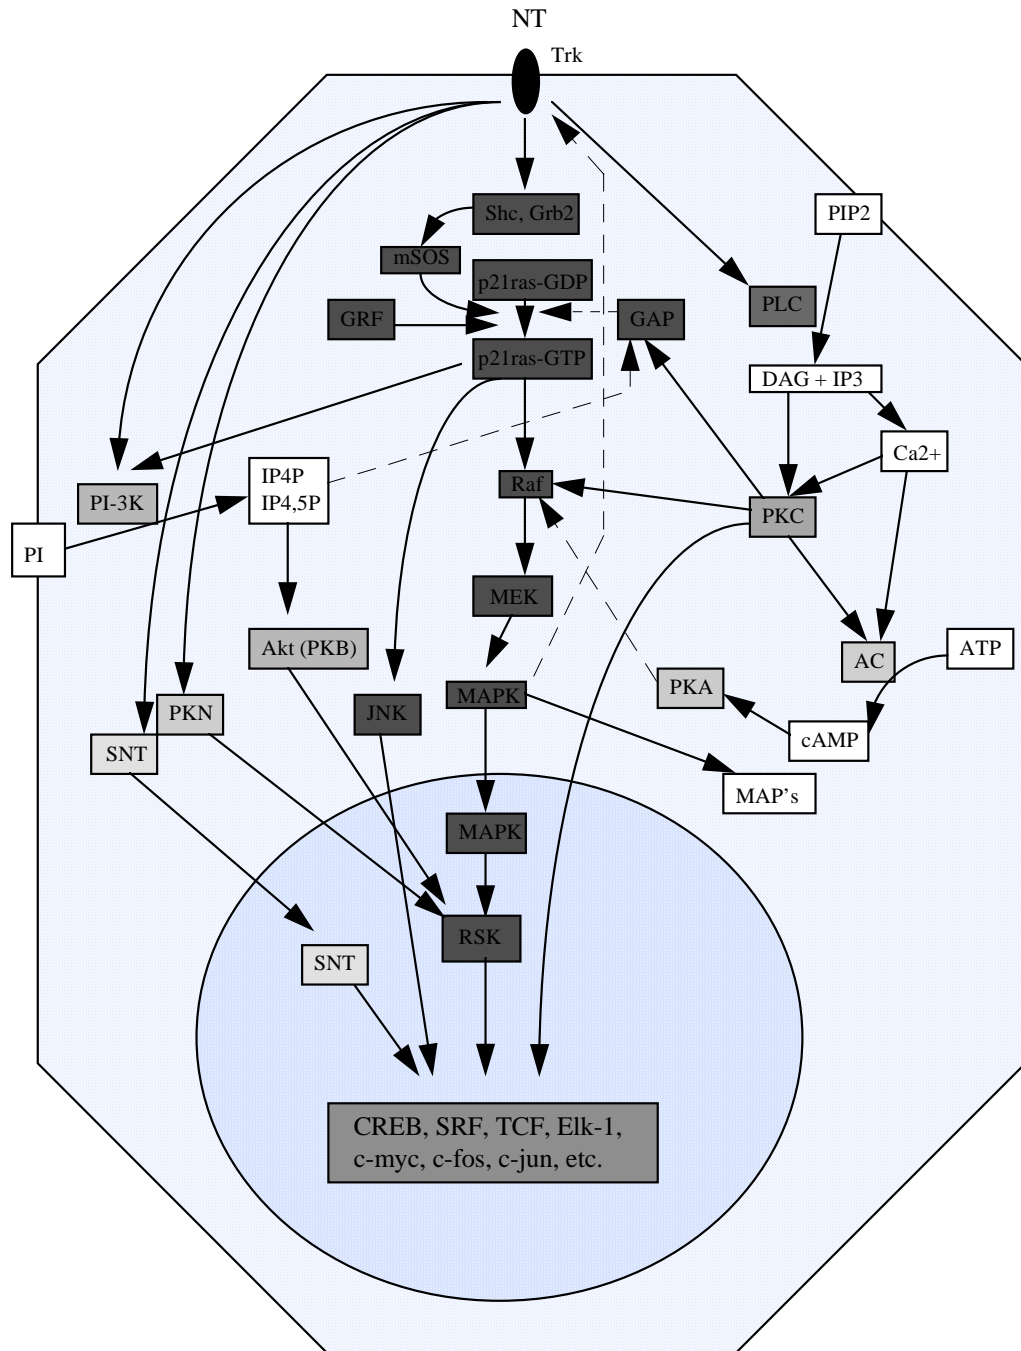 NT
Trk
Shc, Grb2
PIP2
mSOS
p21ras-GDP
PLC
GRF
GAP
p21ras-GTP
DAG + IP3
Ca2+
IP4P
IP4,5P
Raf
PI-3K
PKC
PI
MEK
Akt (PKB)
AC
ATP
PKA
MAPK
PKN
JNK
cAMP
SNT
MAP's
MAPK
RSK
SNT
CREB, SRF, TCF, Elk-1,
c-myc, c-fos, c-jun, etc.